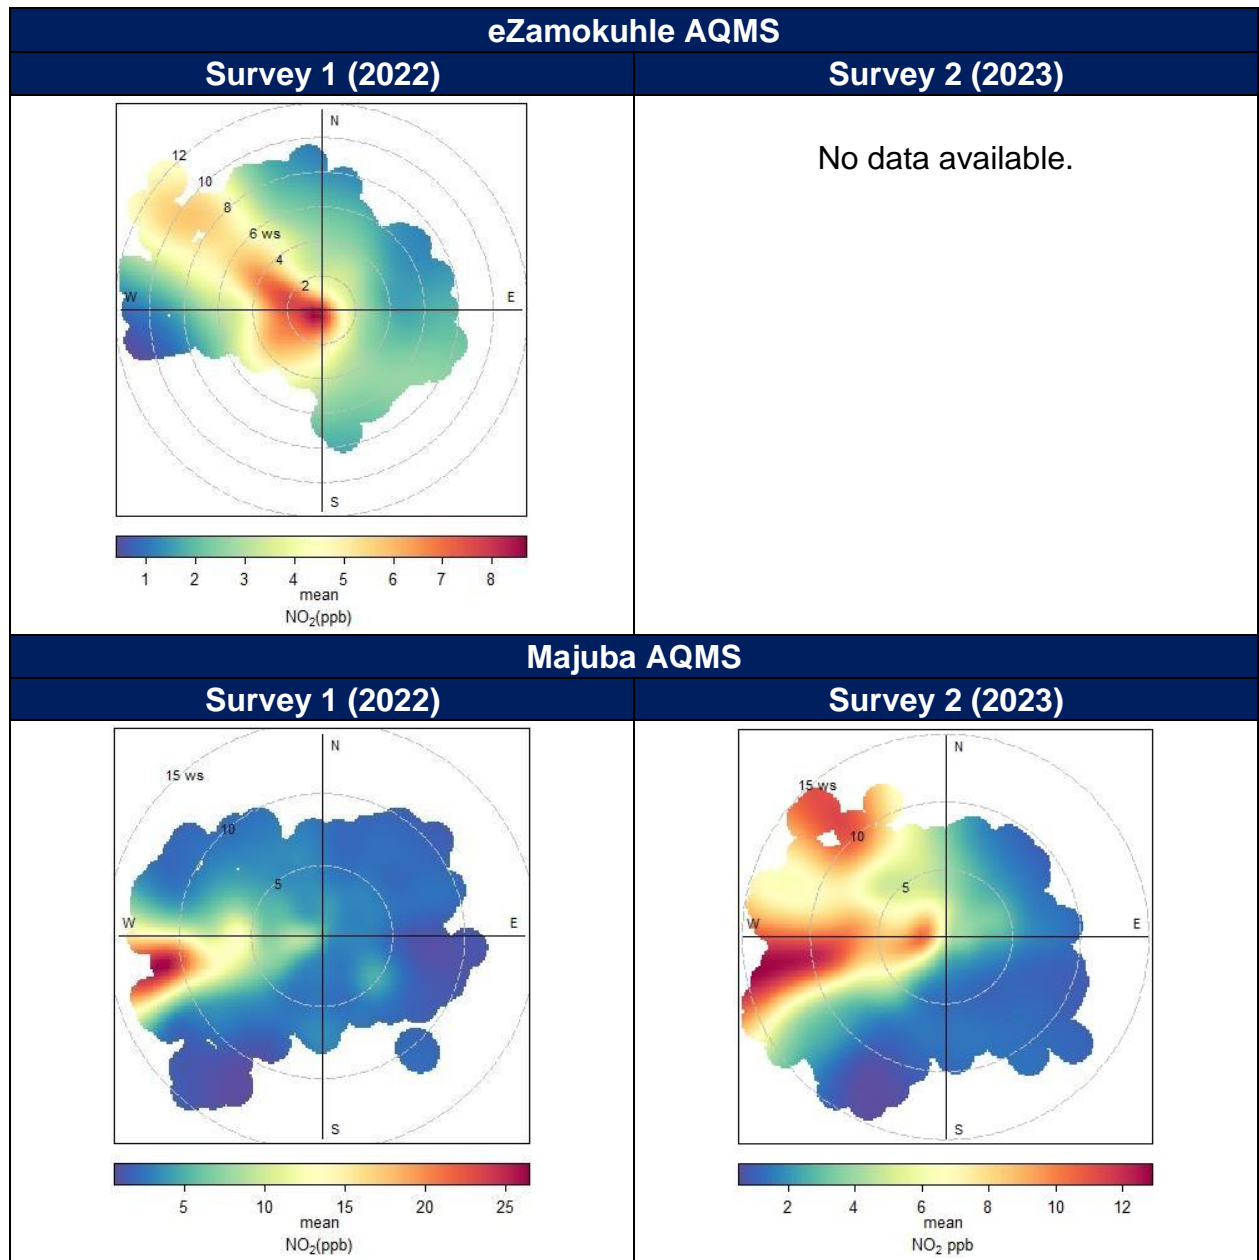 eZamokuhle AQMS
Survey 1 (2022)
Survey 2 (2023)
No data available.
N
12
10
8
6 ws
4
2
W
E
S
1 2 3 4 5 6 7 8
mean
NO₂(ppb)
Majuba AQMS
Survey 1 (2022)
Survey 2 (2023)
N
15 ws
10
5
W
E
S
5 10 15 20 25
mean
NO₂(ppb)
N
15 ws
10
5
W
E
S
2 4 6 8 10 12
mean
NO₂ ppb